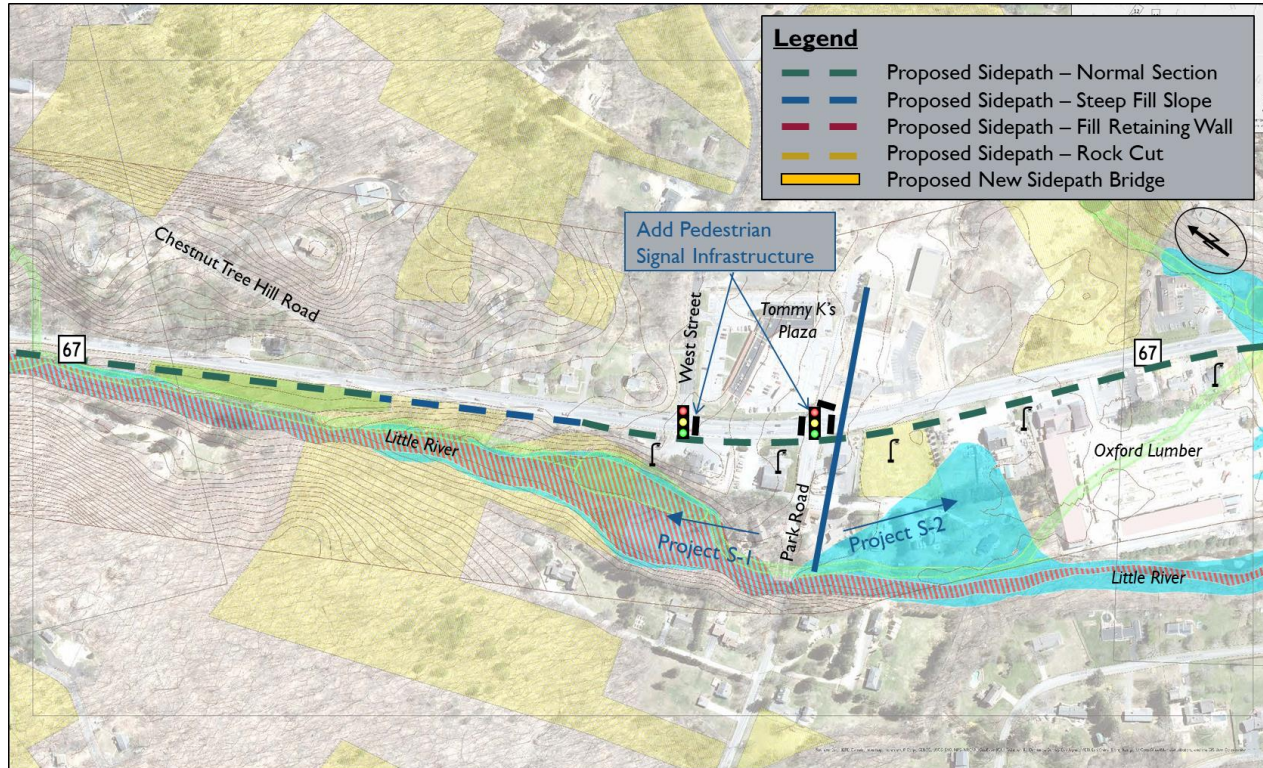 Legend
Proposed Sidepath – Normal Section
Proposed Sidepath – Steep Fill Slope
Proposed Sidepath – Fill Retaining Wall
Proposed Sidepath – Rock Cut
Proposed New Sidepath Bridge
N
Add Pedestrian
Signal Infrastructure
Chestnut Tree Hill Road
West Street
Tommy K's
Plaza
67
67
Little River
Oxford Lumber
Park Road
Project S-1
Project S-2
Little River